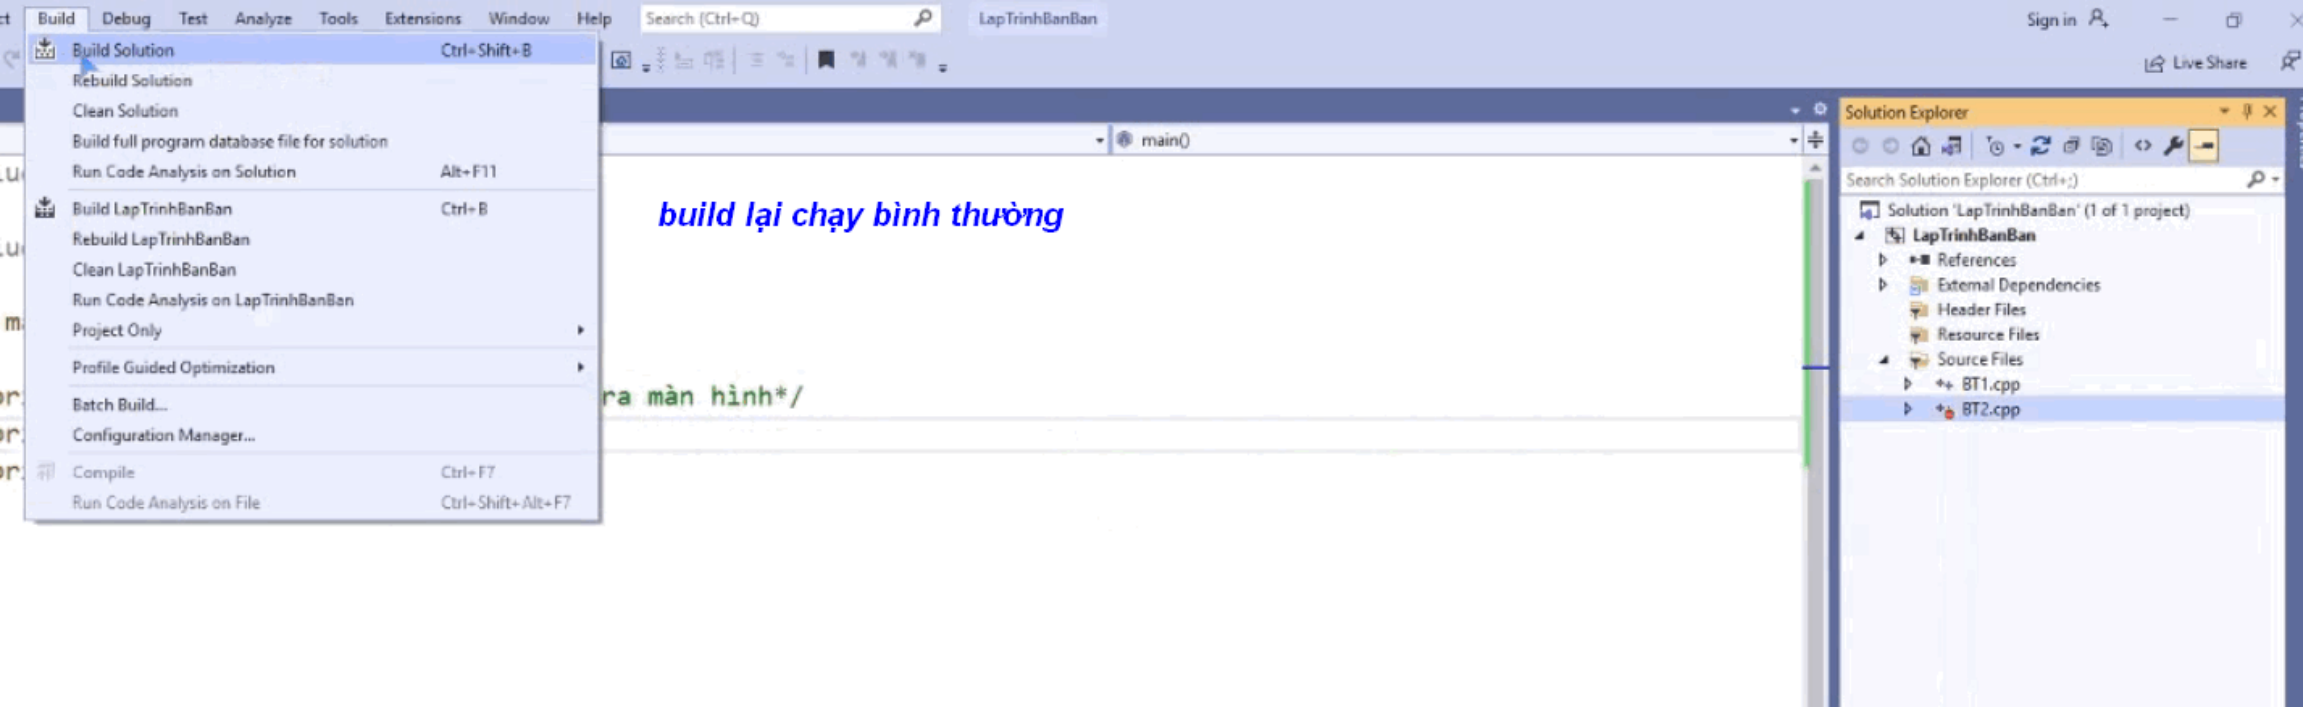 ct Build Debug Test Analyze Tools Extensions Window Help Search (Ctrl+Q) LapTrinhBanBan Sign in
Live Share
Build Solution Ctrl+Shift+B
Rebuild Solution
Clean Solution
Build full program database file for solution
Run Code Analysis on Solution Alt+F11
Build LapTrinhBanBan Ctrl+B
Rebuild LapTrinhBanBan
Clean LapTrinhBanBan
Run Code Analysis on LapTrinhBanBan
Project Only
Profile Guided Optimization
Batch Build...
Configuration Manager...
Compile Ctrl+F7
Run Code Analysis on File Ctrl+Shift+Alt+F7
main()
build lại chạy bình thường
ra màn hình*/
Solution Explorer
Search Solution Explorer (Ctrl+;)
Solution 'LapTrinhBanBan' (1 of 1 project)
LapTrinhBanBan
References
External Dependencies
Header Files
Resource Files
Source Files
BT1.cpp
BT2.cpp